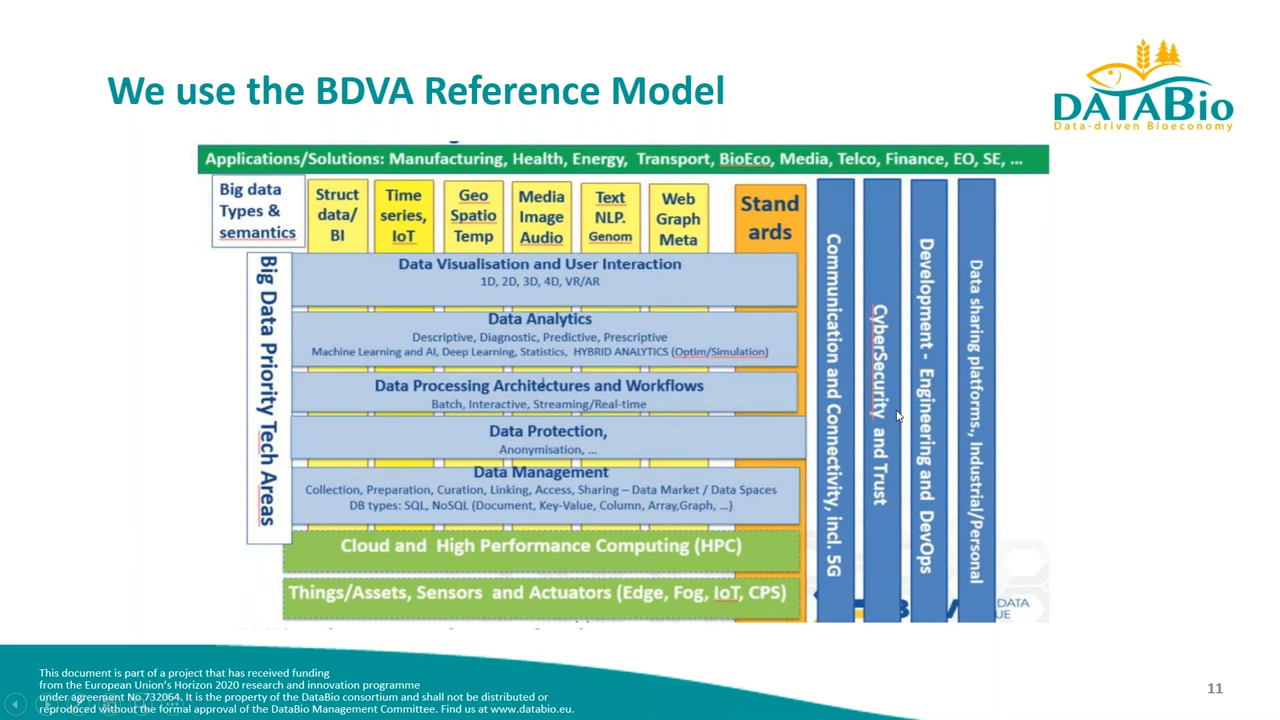 We use the BDVA Reference Model
DATABio
Data-driven Bioeconomy
Applications/Solutions: Manufacturing, Health, Energy, Transport, BioEco, Media, Telco, Finance, EO, SE, ...
Big data
Types &
semantics
Struct
data/
BI
Time
series,
IoT
Geo
Spatio
Temp
Media
Image
Audio
Text
NLP.
Genom
Web
Graph
Meta
Stand
ards
Big Data Priority Tech Areas
Data Visualisation and User Interaction
1D, 2D, 3D, 4D, VR/AR
Data Analytics
Descriptive, Diagnostic, Predictive, Prescriptive
Machine Learning and AI, Deep Learning, Statistics, HYBRID ANALYTICS (Optim/Simulation)
Data Processing Architectures and Workflows
Batch, Interactive, Streaming/Real-time
Data Protection,
Anonymisation, ...
Data Management
Collection, Preparation, Curation, Linking, Access, Sharing – Data Market / Data Spaces
DB types: SQL, NoSQL (Document, Key-Value, Column, Array,Graph, ...)
Cloud and High Performance Computing (HPC)
Things/Assets, Sensors and Actuators (Edge, Fog, IoT, CPS)
Communication and Connectivity, incl. 5G
CyberSecurity and Trust
Development - Engineering and DevOps
Data sharing platforms., Industrial/Personal
DATA
UE
This document is part of a project that has received funding
from the European Union's Horizon 2020 research and innovation programme
under agreement No 732064. It is the property of the DataBio consortium and shall not be distributed or
reproduced without the formal approval of the DataBio Management Committee. Find us at www.databio.eu.
11